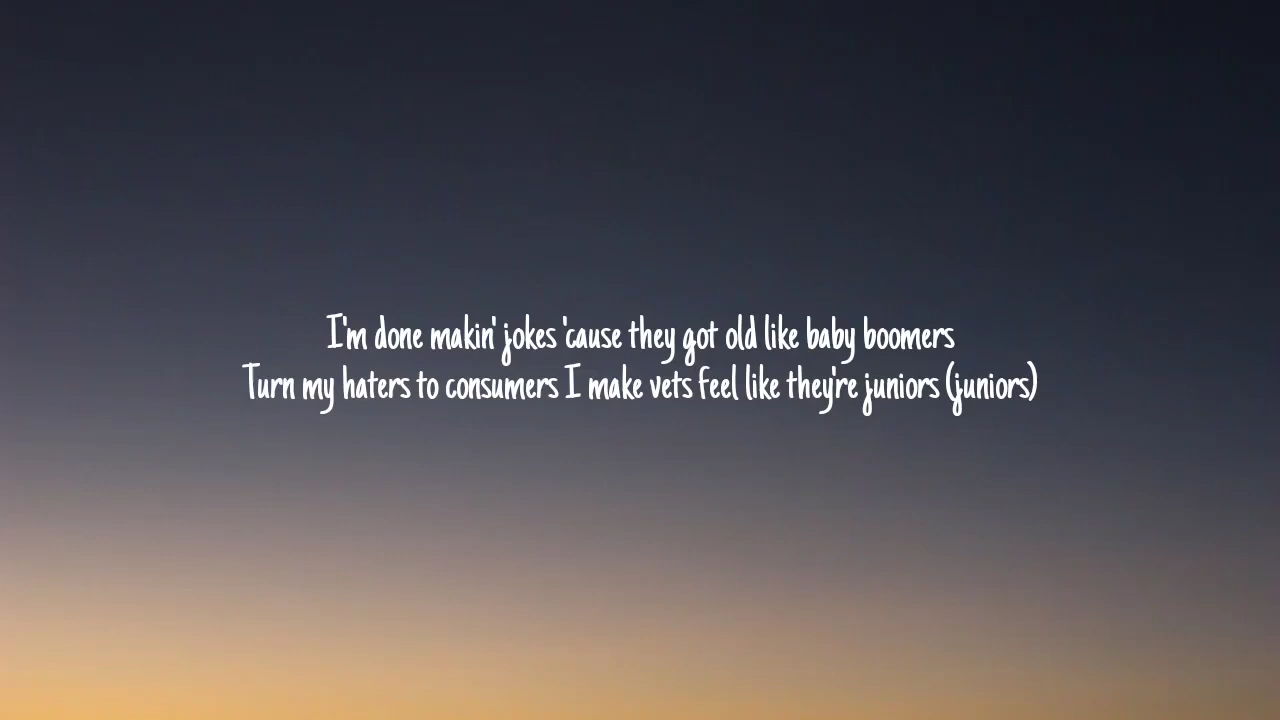 I'm done makin' jokes 'cause they got old like baby boomers
Turn my haters to consumers I make vets feel like they're juniors (juniors)